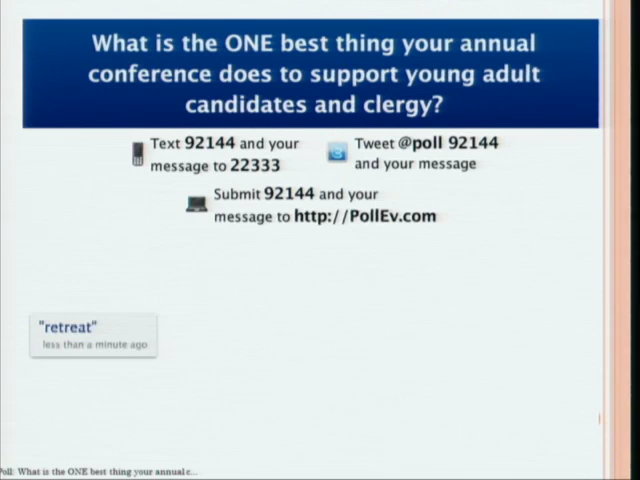 What is the ONE best thing your annual
conference does to support young adult
candidates and clergy?
Text 92144 and your
message to 22333
Tweet @poll 92144
and your message
Submit 92144 and your
message to http://PollEv.com
"retreat"
less than a minute ago
Poll: What is the ONE best thing your annual c...